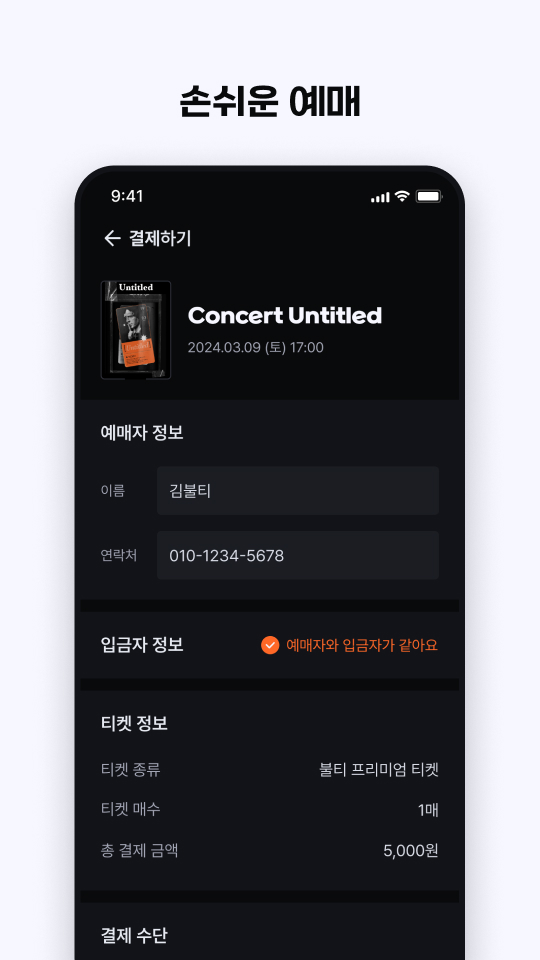 손쉬운 예매
9:41
결제하기
Untitled
Concert Untitled
2024.03.09 (토) 17:00
예매자 정보
이름
김불티
연락처
010-1234-5678
입금자 정보
예매자와 입금자가 같아요
티켓 정보
티켓 종류
불티 프리미엄 티켓
티켓 매수
1매
총 결제 금액
5,000원
결제 수단